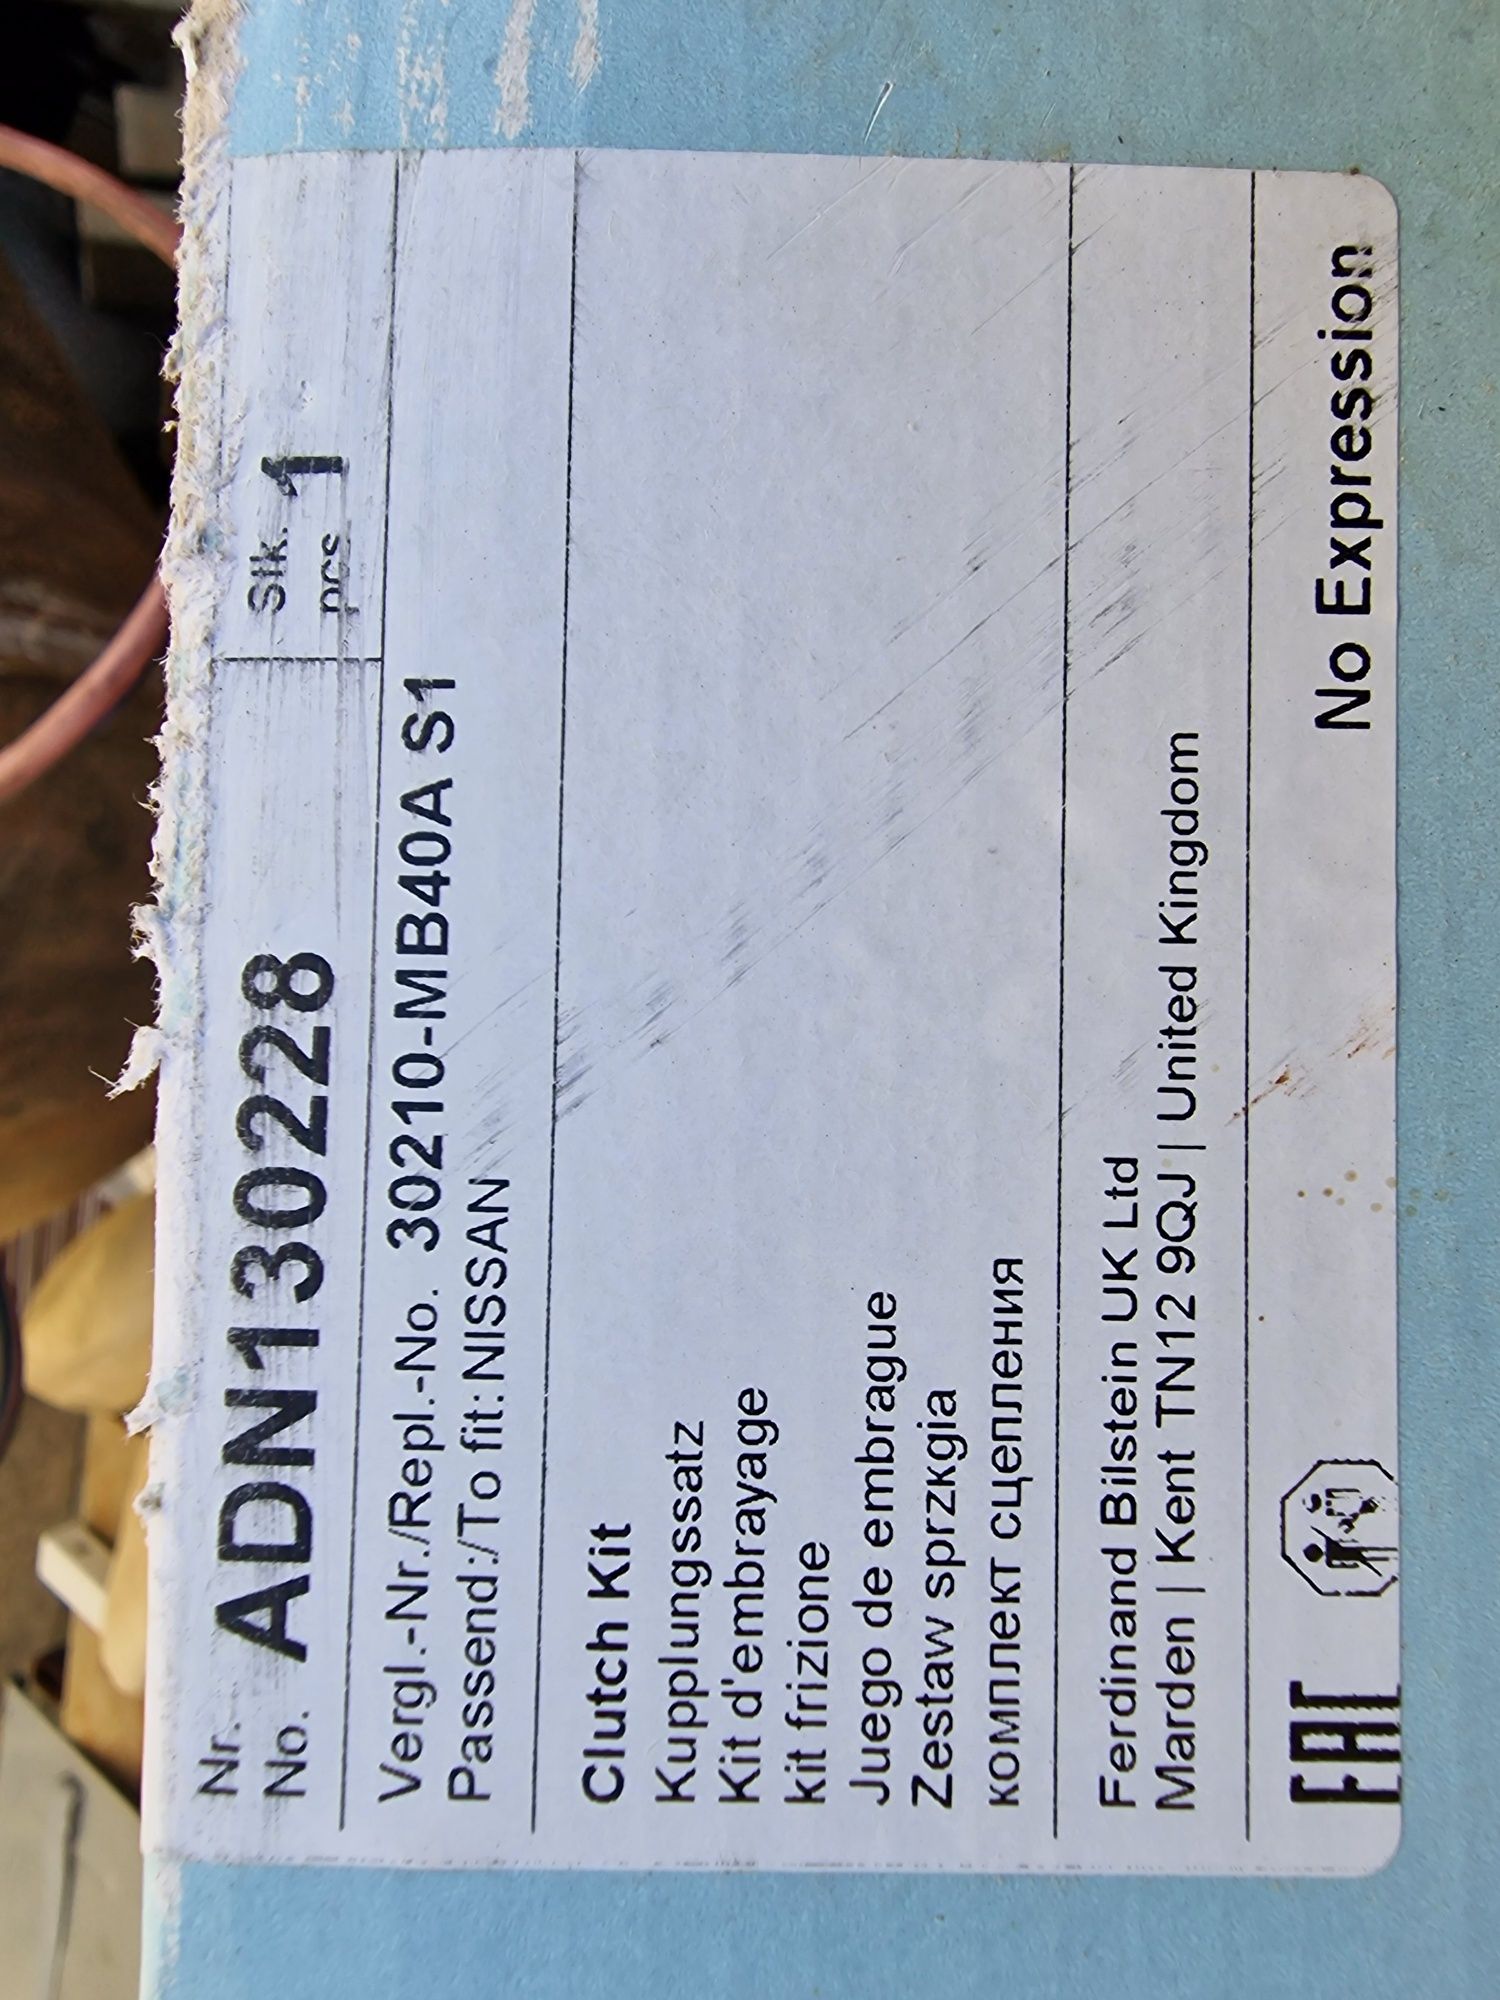 Nr.
No. ADN130228
Stk.
pcs 1
Vergl.-Nr./Repl.-No. 30210-MB40A S1
Passend:/To fit: NISSAN
Clutch Kit
Kupplungssatz
Kit d'embrayage
kit frizione
Juego de embrague
Zestaw sprzкgіa
комплект сцепления
Ferdinand Bilstein UK Ltd
Marden | Kent TN12 9QJ | United Kingdom
EAC
No Expression